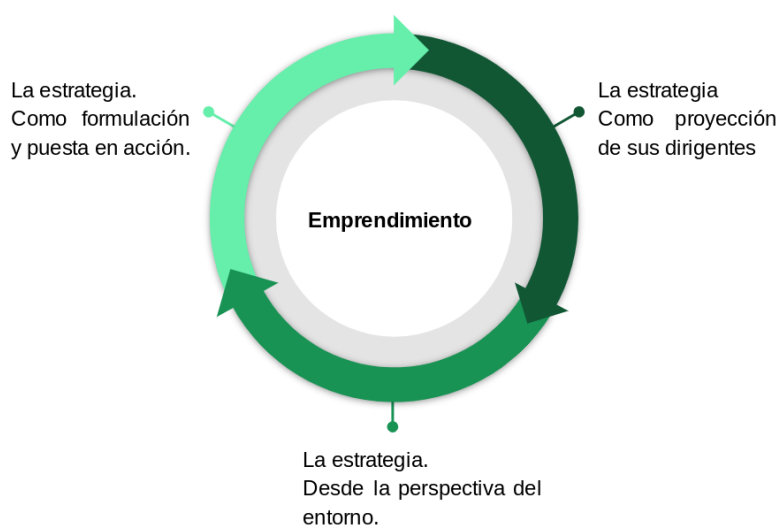 La estrategia.
Como formulación
y puesta en acción.
La estrategia
Como proyección
de sus dirigentes
Emprendimiento
La estrategia.
Desde la perspectiva del
entorno.